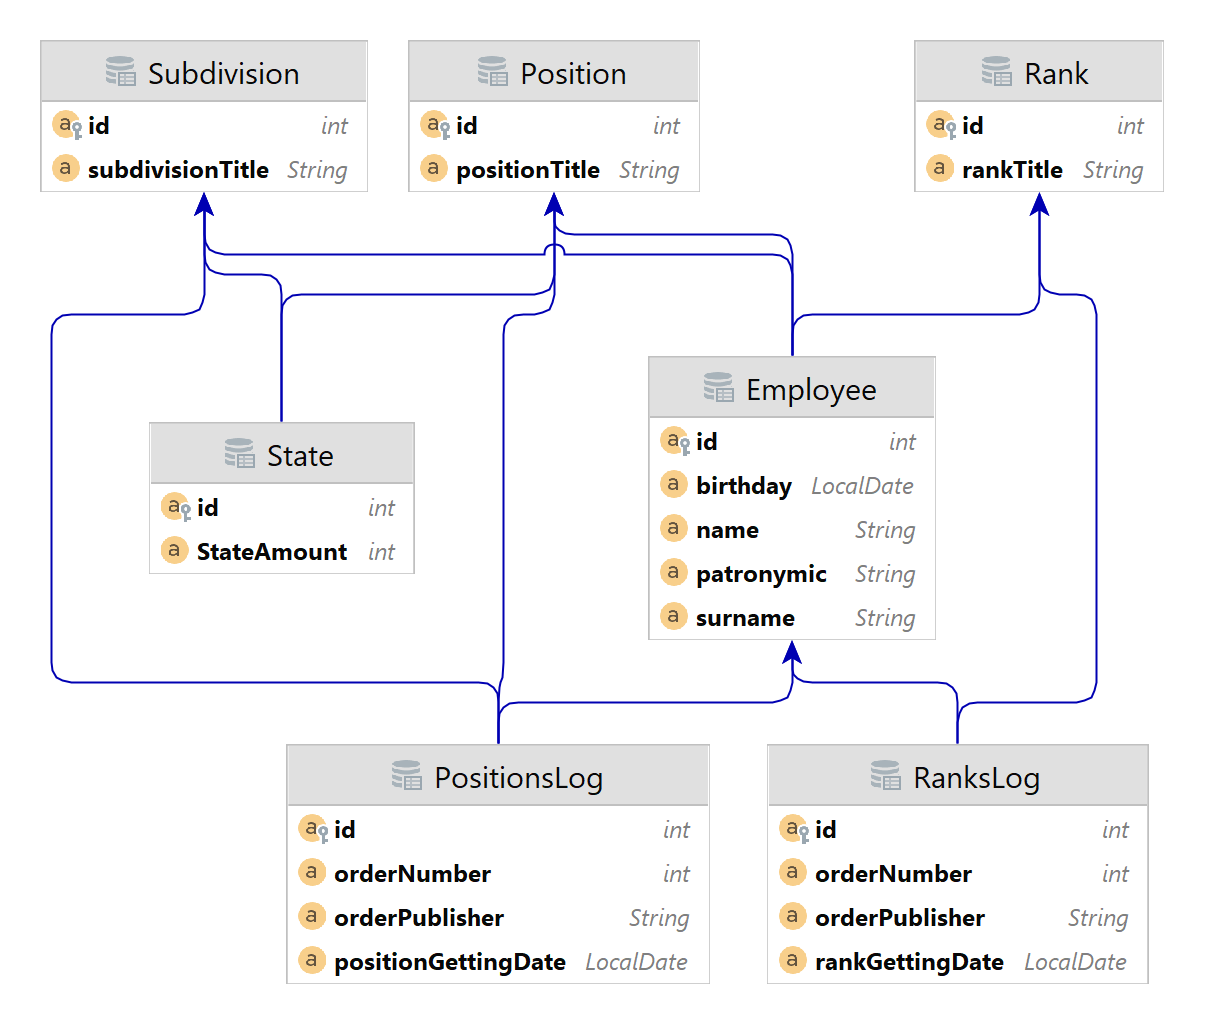 Subdivision
id int
subdivisionTitle String
Position
id int
positionTitle String
Rank
id int
rankTitle String
Employee
id int
birthday LocalDate
name String
patronymic String
surname String
State
id int
StateAmount int
PositionsLog
id int
orderNumber int
orderPublisher String
positionGettingDate LocalDate
RanksLog
id int
orderNumber int
orderPublisher String
rankGettingDate LocalDate